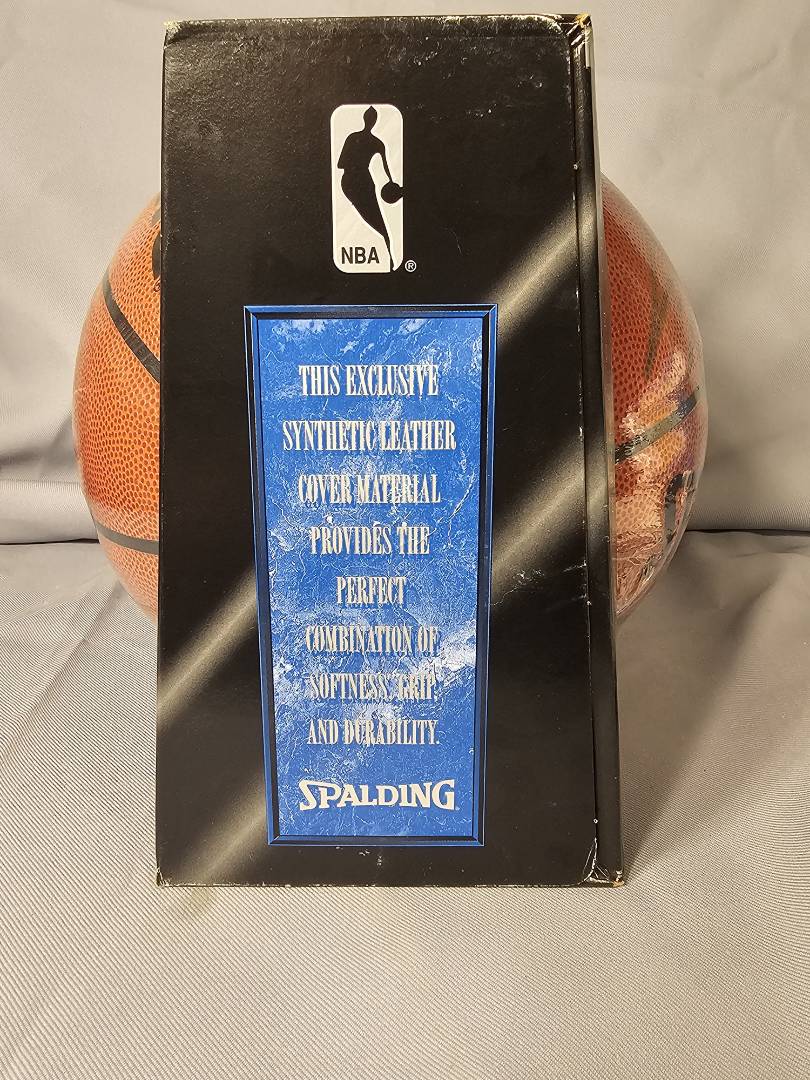 NBA
®
THIS EXCLUSIVE
SYNTHETIC LEATHER
COVER MATERIAL
PROVIDES THE
PERFECT
COMBINATION OF
SOFTNESS, GRIP
AND DURABILITY.
SPALDING